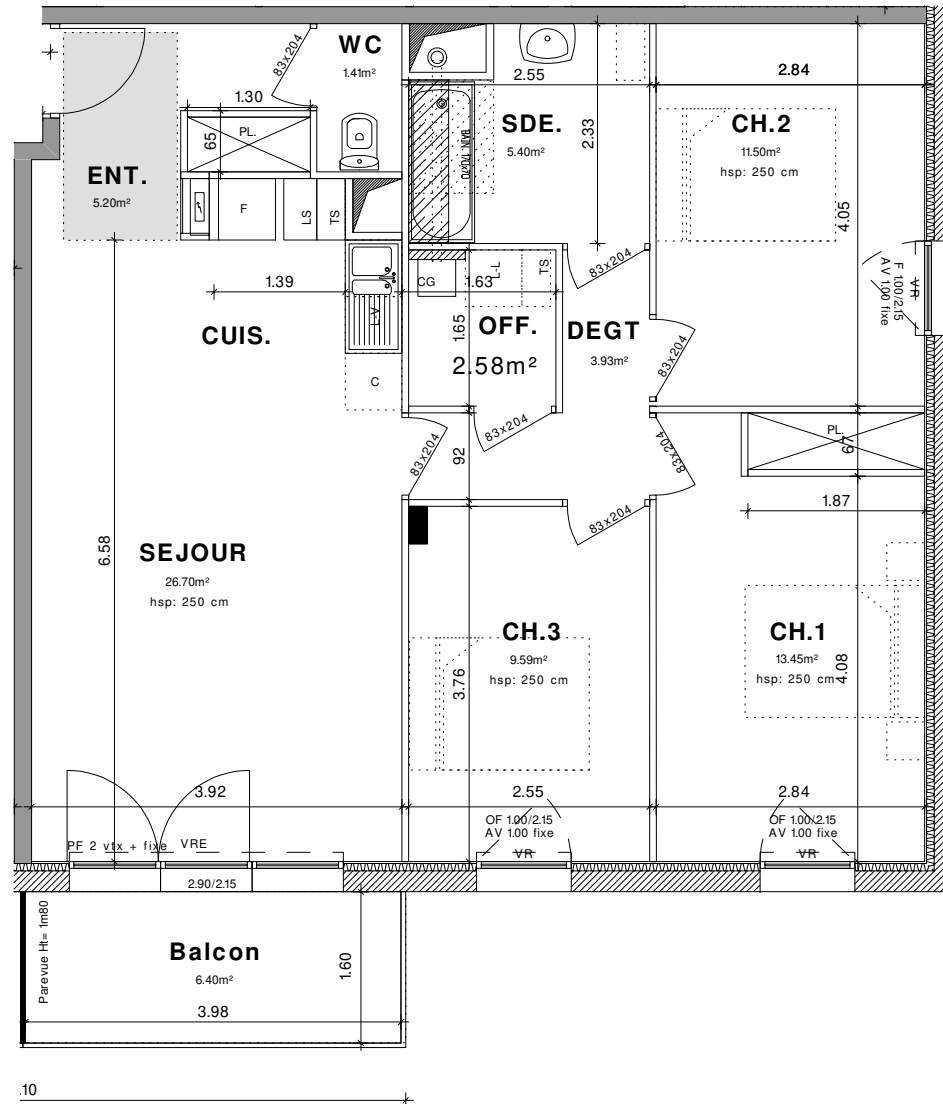 WC
1.41m²
83x204
1.30
PL.
65
ENT.
5.20m²
F
LS
TS
D
2.55
SDE.
5.40m²
2.33
BAIN. 170x70
2.84
CH.2
11.50m²
hsp: 250 cm
4.05
83x204
F 1.00/2.15
AV 1.00 fixe
VR
1.39
CUIS.
L-V
C
CG
L-L
TS
1.63
1.65
OFF.
2.58m²
DEGT
3.93m²
83x204
83x204
83x204
92
83x204
83x204
PL.
67
1.87
6.58
SEJOUR
26.70m²
hsp: 250 cm
CH.3
9.59m²
hsp: 250 cm
3.76
CH.1
13.45m²
hsp: 250 cm
4.08
3.92
2.55
2.84
PF 2 vtx + fixe
VRE
2.90/2.15
OF 1.00/2.15
AV 1.00 fixe
VR
OF 1.00/2.15
AV 1.00 fixe
VR
Parevue Ht= 1m80
Balcon
6.40m²
1.60
3.98
.10